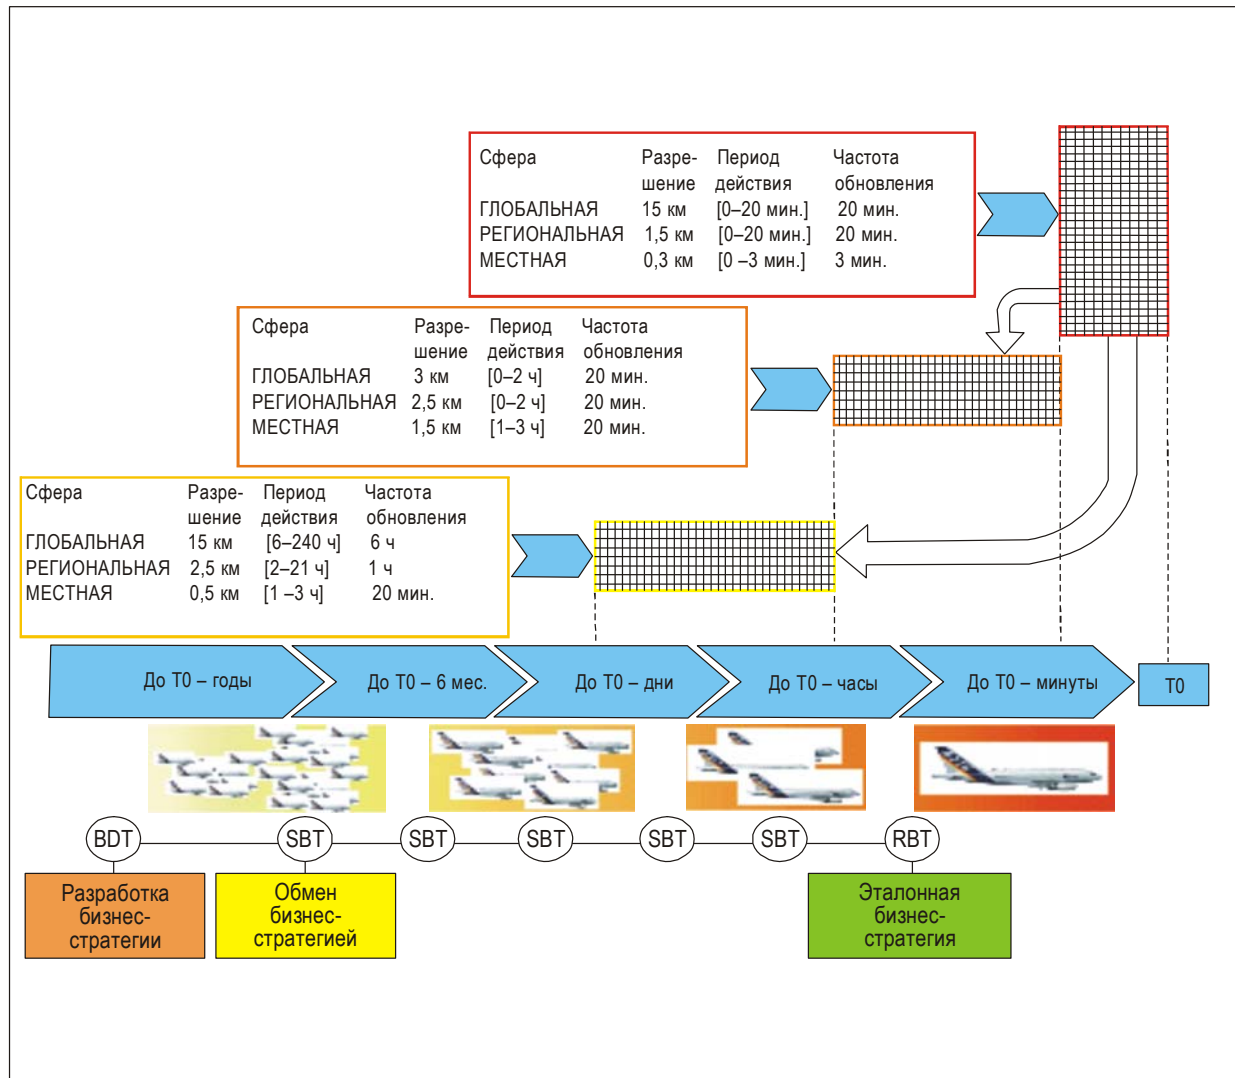 Сфера Разре- Период Частота
шение действия обновления
ГЛОБАЛЬНАЯ 15 км [0–20 мин.] 20 мин.
РЕГИОНАЛЬНАЯ 1,5 км [0–20 мин.] 20 мин.
МЕСТНАЯ 0,3 км [0 –3 мин.] 3 мин.
Сфера Разре- Период Частота
шение действия обновления
ГЛОБАЛЬНАЯ 3 км [0–2 ч] 20 мин.
РЕГИОНАЛЬНАЯ 2,5 км [0–2 ч] 20 мин.
МЕСТНАЯ 1,5 км [1–3 ч] 20 мин.
Сфера Разре- Период Частота
шение действия обновления
ГЛОБАЛЬНАЯ 15 км [6–240 ч] 6 ч
РЕГИОНАЛЬНАЯ 2,5 км [2–21 ч] 1 ч
МЕСТНАЯ 0,5 км [1 –3 ч] 20 мин.
До T0 – годы До T0 – 6 мес. До T0 – дни До T0 – часы До T0 – минуты T0
BDT SBT SBT SBT SBT SBT RBT
Разработка
бизнес-
стратегии
Обмен
бизнес-
стратегией
Эталонная
бизнес-
стратегия